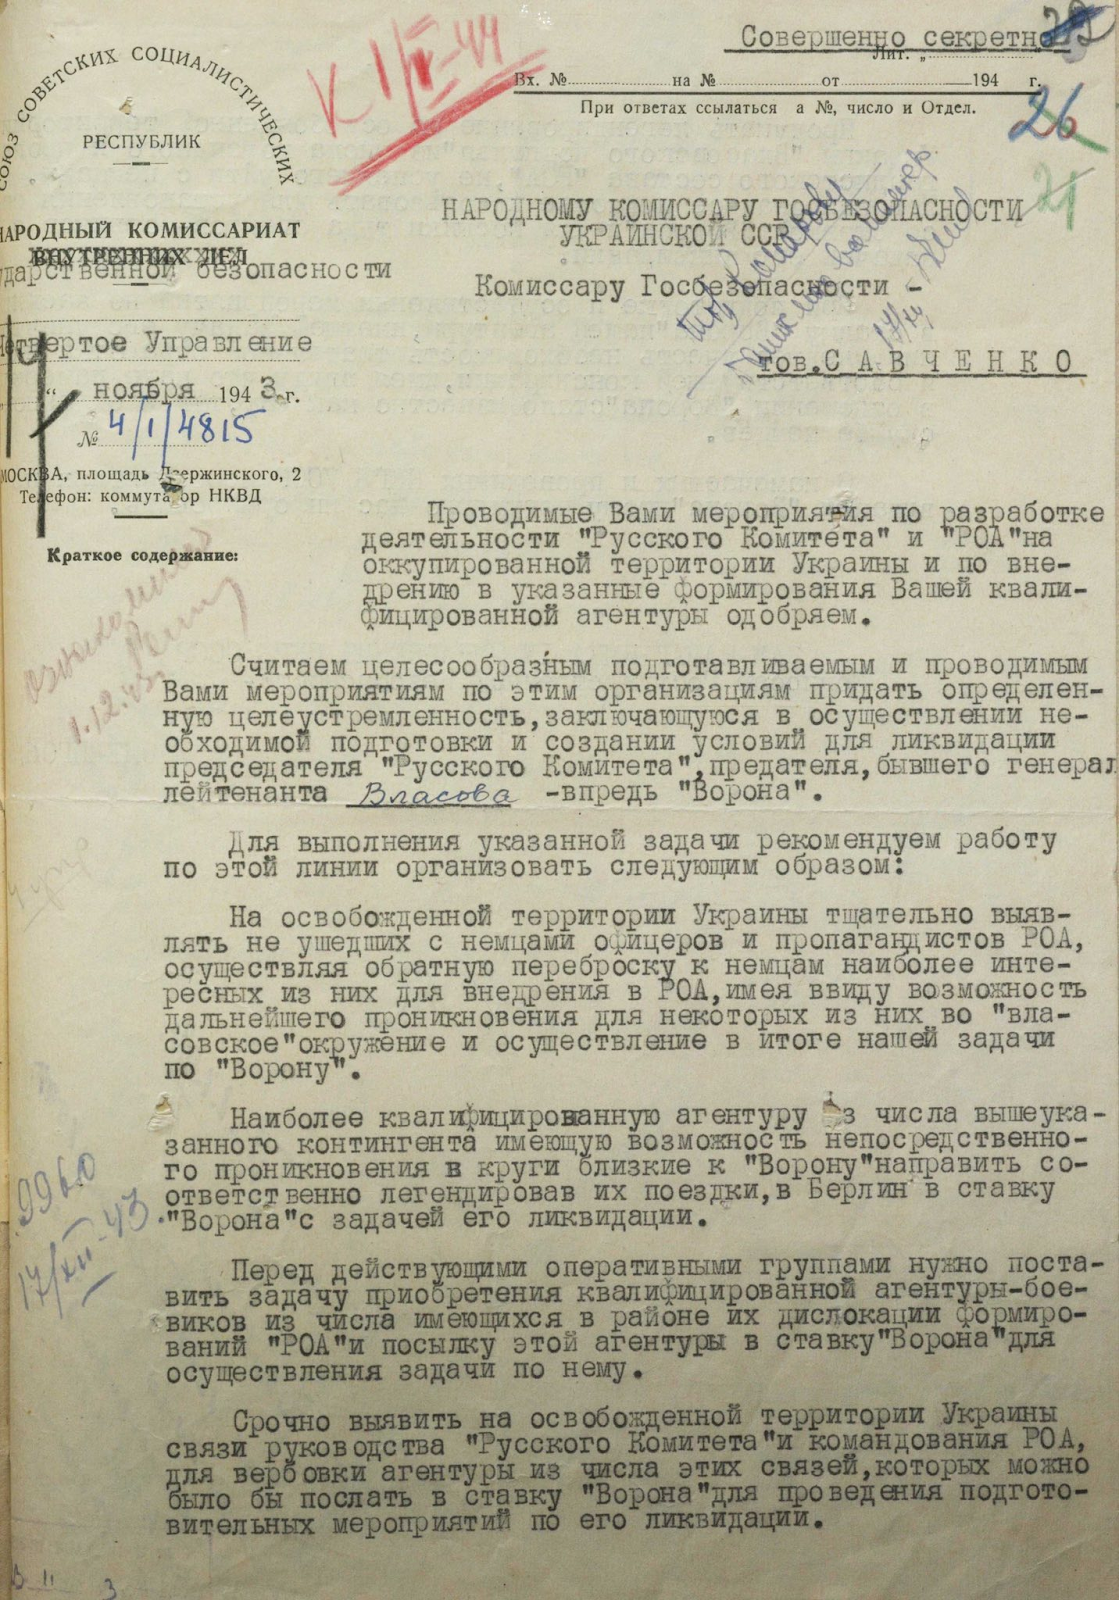 Совершенно секретно
Лит. „
Вх. № на № от 194 г.
При ответах ссылаться а №, число и Отдел.
К 1/II-44
26
21
СОЮЗ СОВЕТСКИХ СОЦИАЛИСТИЧЕСКИХ
РЕСПУБЛИК
НАРОДНЫЙ КОМИССАРИАТ
ВНУТРЕННИХ ДЕЛ
ударственной безопасности
Четвертое Управление
“ ноября 1943 г.
№ 4/1/4815
МОСКВА, площадь Дзержинского, 2
Телефон: коммутатор НКВД
Краткое содержание:
НАРОДНОМУ КОМИССАРУ ГОСБЕЗОПАСНОСТИ
УКРАИНСКОЙ ССР
Комиссару Госбезопасности -
тов.САВЧЕНКО
1.12.43
Проводимые Вами мероприятия по разработке
деятельности "Русского Комитета" и "РОА"на
оккупированной территории Украины и по вне-
дрению в указанные формирования Вашей квали-
фицированной агентуры одобряем.
Считаем целесообразным подготавливаемым и проводимым
Вами мероприятиям по этим организациям придать определен-
ную целеустремленность,заключающуюся в осуществлении не-
обходимой подготовки и создании условий для ликвидации
председателя "Русского Комитета",предателя,бывшего генерал
лейтенанта Власова -впредь "Ворона".
Для выполнения указанной задачи рекомендуем работу
по этой линии организовать следующим образом:
На освобожденной территории Украины тщательно выяв-
лять не ушедших с немцами офицеров и пропагандистов РОА,
осуществляя обратную переброску к немцам наиболее инте-
ресных из них для внедрения в РОА,имея ввиду возможность
дальнейшего проникновения для некоторых из них во "вла-
совское"окружение и осуществление в итоге нашей задачи
по "Ворону".
Наиболее квалифицированную агентуру из числа вышеука-
занного контингента имеющую возможность непосредственно-
го проникновения в круги близкие к "Ворону"направить со-
ответственно легендировав их поездки,в Берлин в ставку
"Ворона"с задачей его ликвидации.
9960
17/XII-43.
Перед действующими оперативными группами нужно поста-
вить задачу приобретения квалифицированной агентуры-бое-
виков из числа имеющихся в районе их дислокации формиро-
ваний "РОА"и посылку этой агентуры в ставку"Ворона"для
осуществления задачи по нему.
Срочно выявить на освобожденной территории Украины
связи руководства "Русского Комитета"и командования РОА,
для вербовки агентуры из числа этих связей,которых можно
было бы послать в ставку "Ворона"для проведения подгото-
вительных мероприятий по его ликвидации.